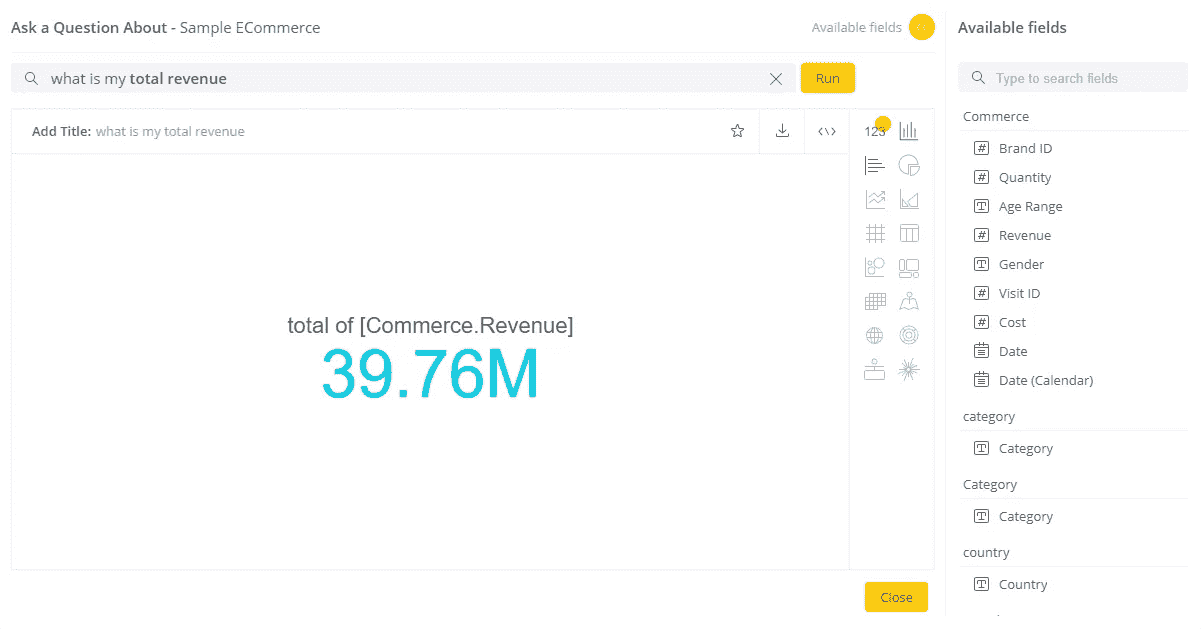 Ask a Question About - Sample ECommerce
Available fields
what is my total revenue
Run
Add Title: what is my total revenue
123
total of [Commerce.Revenue]
39.76M
Close
Available fields
Type to search fields
Commerce
# Brand ID
# Quantity
T Age Range
# Revenue
T Gender
# Visit ID
# Cost
Date
Date (Calendar)
category
T Category
Category
T Category
country
T Country